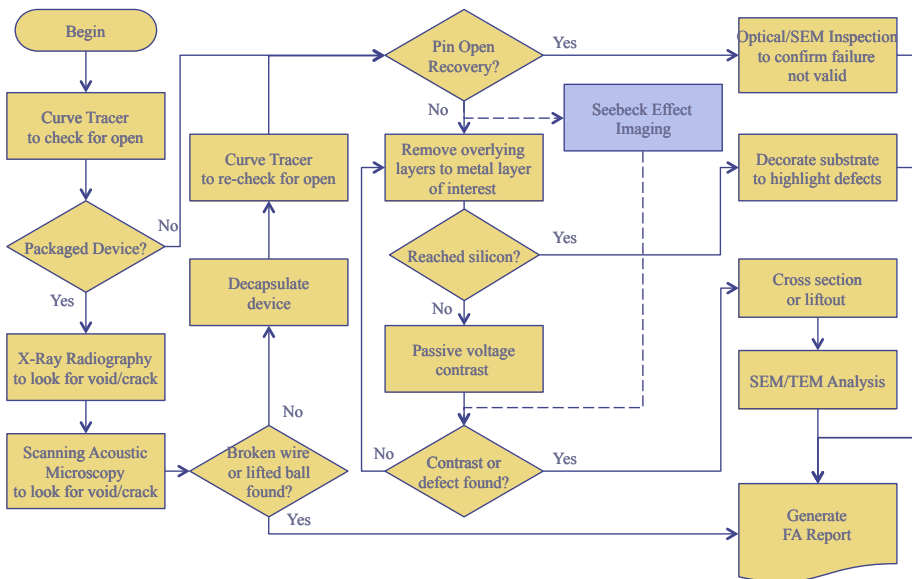 Begin
Curve Tracer
to check for open
Packaged Device?
No
Yes
X-Ray Radiography
to look for void/crack
Scanning Acoustic
Microscopy
to look for void/crack
Broken wire
or lifted ball
found?
No
Yes
Decapsulate
device
Curve Tracer
to re-check for open
Pin Open
Recovery?
Yes
No
Optical/SEM Inspection
to confirm failure
not valid
Seebeck Effect
Imaging
Remove overlying
layers to metal layer
of interest
Reached silicon?
Yes
No
Decorate substrate
to highlight defects
Passive voltage
contrast
Contrast or
defect found?
No
Yes
Cross section
or liftout
SEM/TEM Analysis
Generate
FA Report